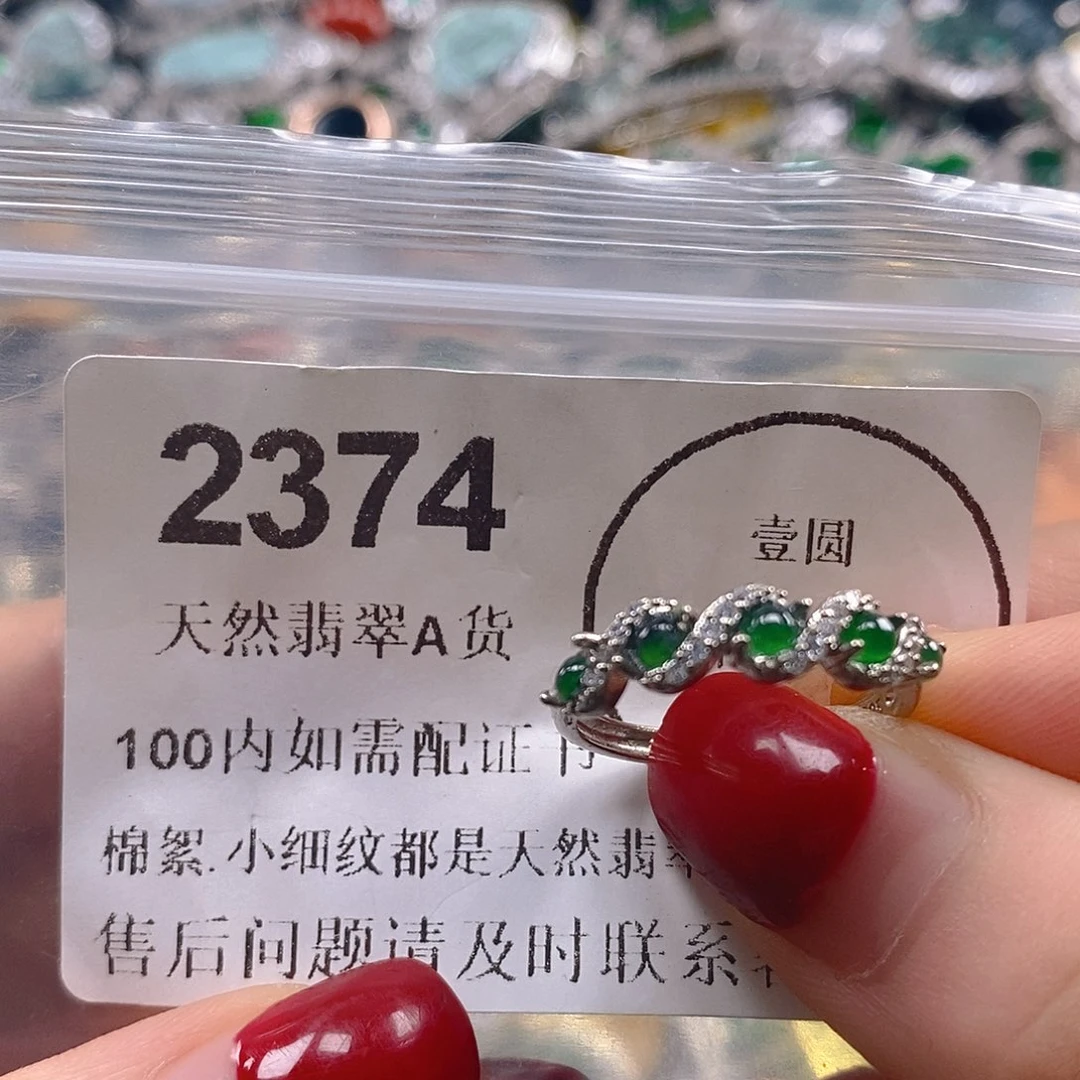 2374
壹圆
天然翡翠A货
100内如需配证
棉絮.小细纹都是天然翡
售后问题请及时联系